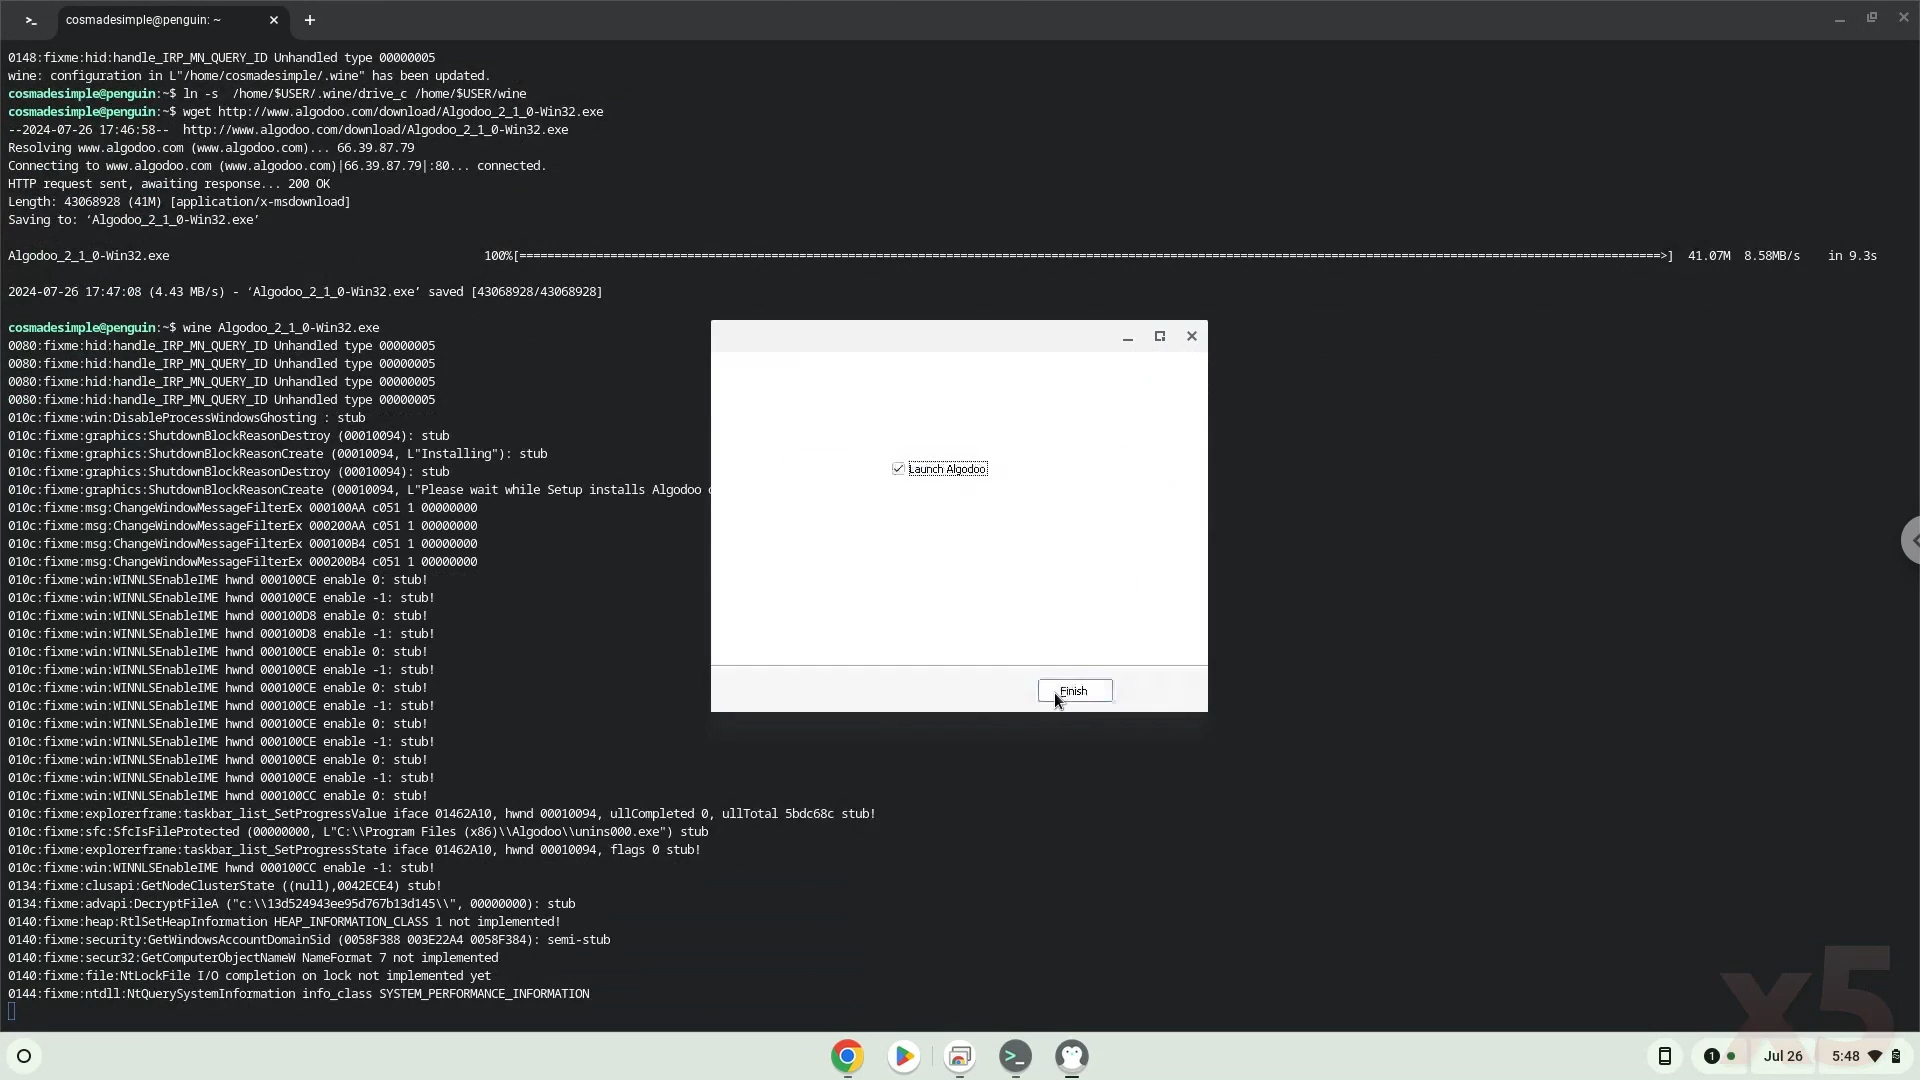 cosmadesimple@penguin: ~
0148:fixme:hid:handle_IRP_MN_QUERY_ID Unhandled type 00000005
wine: configuration in L"/home/cosmadesimple/.wine" has been updated.
cosmadesimple@penguin:~$ ln -s  /home/$USER/.wine/drive_c /home/$USER/wine
cosmadesimple@penguin:~$ wget http://www.algodoo.com/download/Algodoo_2_1_0-Win32.exe
--2024-07-26 17:46:58--  http://www.algodoo.com/download/Algodoo_2_1_0-Win32.exe
Resolving www.algodoo.com (www.algodoo.com)... 66.39.87.79
Connecting to www.algodoo.com (www.algodoo.com)|66.39.87.79|:80... connected.
HTTP request sent, awaiting response... 200 OK
Length: 43068928 (41M) [application/x-msdownload]
Saving to: ‘Algodoo_2_1_0-Win32.exe’
Algodoo_2_1_0-Win32.exe 100%[=====================================>] 41.07M 8.58MB/s in 9.3s
2024-07-26 17:47:08 (4.43 MB/s) - ‘Algodoo_2_1_0-Win32.exe’ saved [43068928/43068928]
cosmadesimple@penguin:~$ wine Algodoo_2_1_0-Win32.exe
0080:fixme:hid:handle_IRP_MN_QUERY_ID Unhandled type 00000005
0080:fixme:hid:handle_IRP_MN_QUERY_ID Unhandled type 00000005
0080:fixme:hid:handle_IRP_MN_QUERY_ID Unhandled type 00000005
0080:fixme:hid:handle_IRP_MN_QUERY_ID Unhandled type 00000005
010c:fixme:win:DisableProcessWindowsGhosting : stub
010c:fixme:graphics:ShutdownBlockReasonDestroy (00010094): stub
010c:fixme:graphics:ShutdownBlockReasonCreate (00010094, L"Installing"): stub
010c:fixme:graphics:ShutdownBlockReasonDestroy (00010094): stub
010c:fixme:graphics:ShutdownBlockReasonCreate (00010094, L"Please wait while Setup installs Algodoo
010c:fixme:msg:ChangeWindowMessageFilterEx 000100AA c051 1 00000000
010c:fixme:msg:ChangeWindowMessageFilterEx 000200AA c051 1 00000000
010c:fixme:msg:ChangeWindowMessageFilterEx 000100B4 c051 1 00000000
010c:fixme:msg:ChangeWindowMessageFilterEx 000200B4 c051 1 00000000
010c:fixme:win:WINNLSEnableIME hwnd 000100CE enable 0: stub!
010c:fixme:win:WINNLSEnableIME hwnd 000100CE enable -1: stub!
010c:fixme:win:WINNLSEnableIME hwnd 000100D8 enable 0: stub!
010c:fixme:win:WINNLSEnableIME hwnd 000100D8 enable -1: stub!
010c:fixme:win:WINNLSEnableIME hwnd 000100CE enable 0: stub!
010c:fixme:win:WINNLSEnableIME hwnd 000100CE enable -1: stub!
010c:fixme:win:WINNLSEnableIME hwnd 000100CE enable 0: stub!
010c:fixme:win:WINNLSEnableIME hwnd 000100CE enable -1: stub!
010c:fixme:win:WINNLSEnableIME hwnd 000100CE enable 0: stub!
010c:fixme:win:WINNLSEnableIME hwnd 000100CE enable -1: stub!
010c:fixme:win:WINNLSEnableIME hwnd 000100CE enable 0: stub!
010c:fixme:win:WINNLSEnableIME hwnd 000100CE enable -1: stub!
010c:fixme:win:WINNLSEnableIME hwnd 000100CC enable 0: stub!
010c:fixme:explorerframe:taskbar_list_SetProgressValue iface 01462A10, hwnd 00010094, ullCompleted 0, ullTotal 5bdc68c stub!
010c:fixme:sfc:SfcIsFileProtected (00000000, L"C:\\Program Files (x86)\\Algodoo\\unins000.exe") stub
010c:fixme:explorerframe:taskbar_list_SetProgressState iface 01462A10, hwnd 00010094, flags 0 stub!
010c:fixme:win:WINNLSEnableIME hwnd 000100CC enable -1: stub!
0134:fixme:clusapi:GetNodeClusterState ((null),0042ECE4) stub!
0134:fixme:advapi:DecryptFileA ("c:\\13d524943ee95d767b13d145\\", 00000000): stub
0140:fixme:heap:RtlSetHeapInformation HEAP_INFORMATION_CLASS 1 not implemented!
0140:fixme:security:GetWindowsAccountDomainSid (0058F388 003E22A4 0058F384): semi-stub
0140:fixme:secur32:GetComputerObjectNameW NameFormat 7 not implemented
0140:fixme:file:NtLockFile I/O completion on lock not implemented yet
0144:fixme:ntdll:NtQuerySystemInformation info_class SYSTEM_PERFORMANCE_INFORMATION
Launch Algodoo
Finish
x5
1
Jul 26
5:48